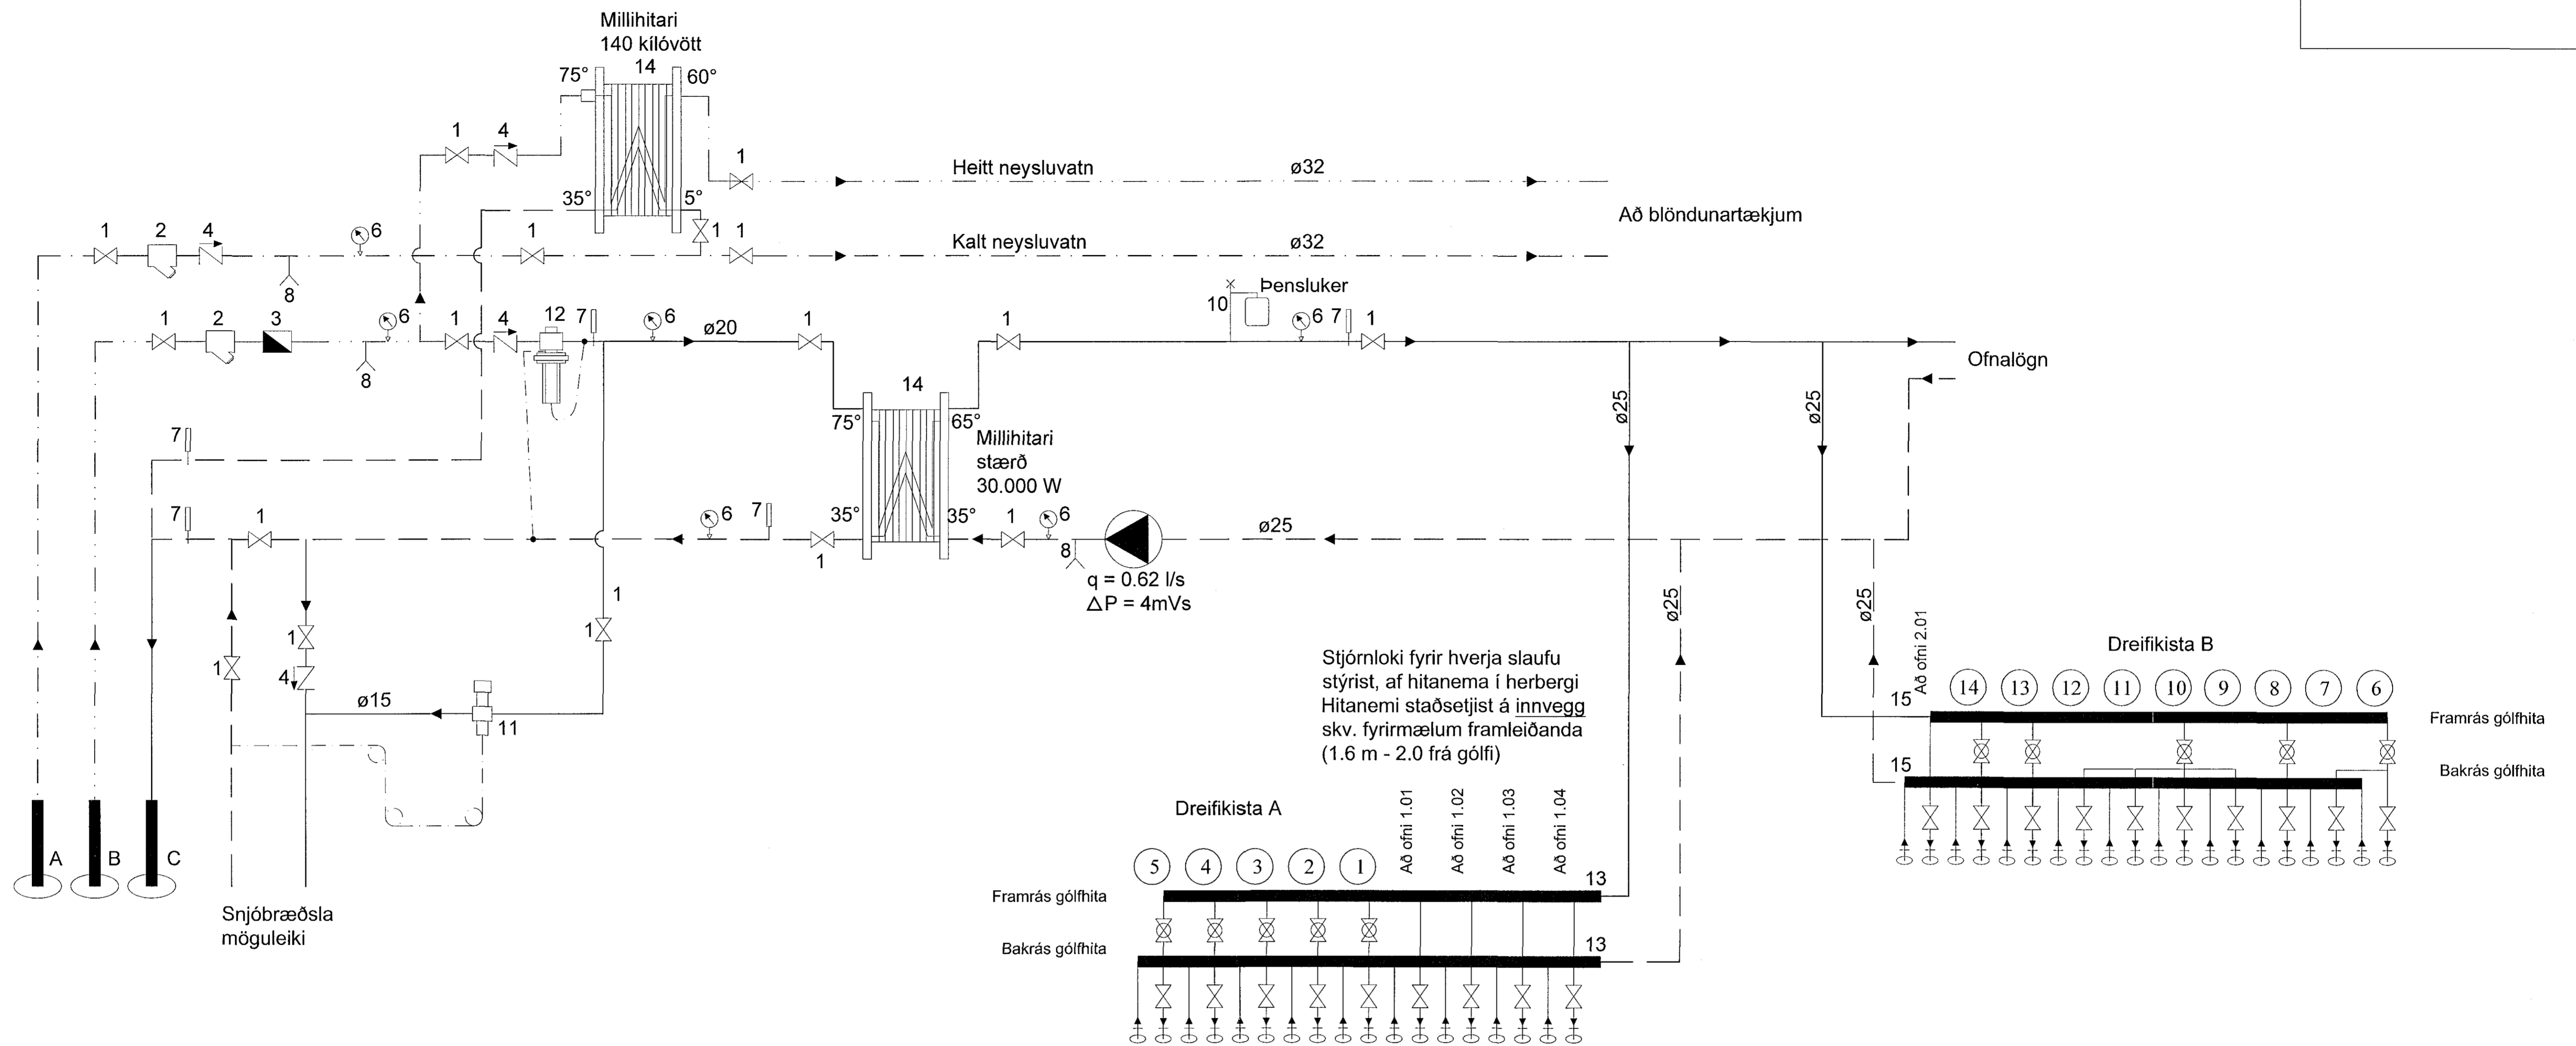 Millihitari
140 kílóvött
14
75°
60°
1
4
1
Heitt neysluvatn
ø32
35°
5°
Að blöndunartækjum
1
2
4
6
1
1
1
Kalt neysluvatn
ø32
8
Þensluker
10
1
2
3
6
1
4
12
7
6
ø20
1
1
6
7
1
8
Ofnalögn
14
75°
65°
ø25
ø25
7
Millihitari
stærð
30.000 W
7
1
6
7
35°
35°
1
6
ø25
1
8
q = 0.62 l/s
△P = 4mVs
1
1
1
1
4
ø25
ø25
ø15
11
Stjórnloki fyrir hverja slaufu
stýrist, af hitanema í herbergi
Hitanemi staðsetjist á innvegg
skv. fyrirmælum framleiðanda
(1.6 m - 2.0 frá gólfi)
Að ofni 2.01
Dreifikista B
15
14
13
12
11
10
9
8
7
6
Framrás gólfhita
15
Bakrás gólfhita
A
B
C
Snjóbræðsla
möguleiki
Dreifikista A
Að ofni 1.01
Að ofni 1.02
Að ofni 1.03
Að ofni 1.04
5
4
3
2
1
13
Framrás gólfhita
13
Bakrás gólfhita